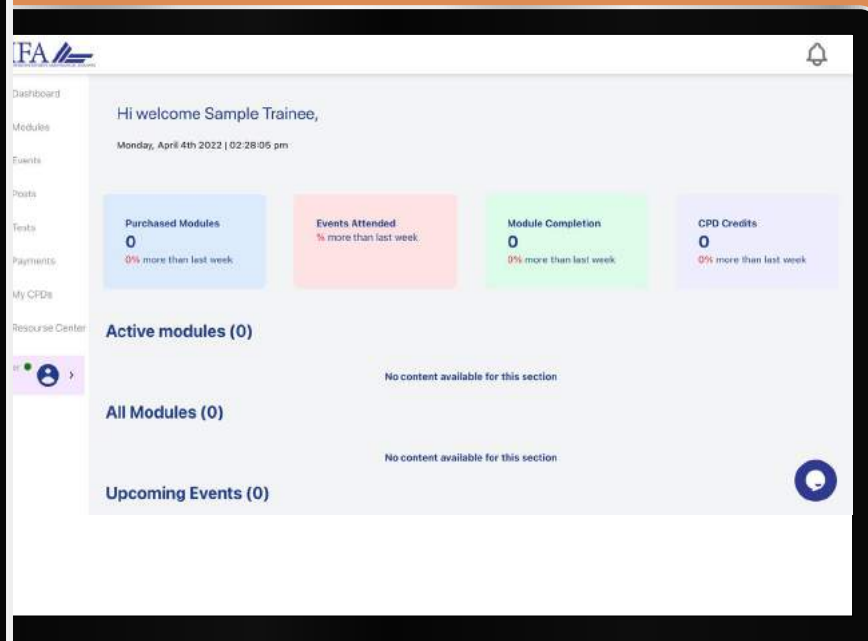 IFA
Dashboard
Modules
Events
Posts
Tests
Payments
My CPDs
Resourse Center
Hi welcome Sample Trainee,
Monday, April 4th 2022 | 02:28:05 pm
Purchased Modules
0
0% more than last week
Events Attended
% more than last week
Module Completion
0
0% more than last week
CPD Credits
0
0% more than last week
Active modules (0)
No content available for this section
All Modules (0)
No content available for this section
Upcoming Events (0)